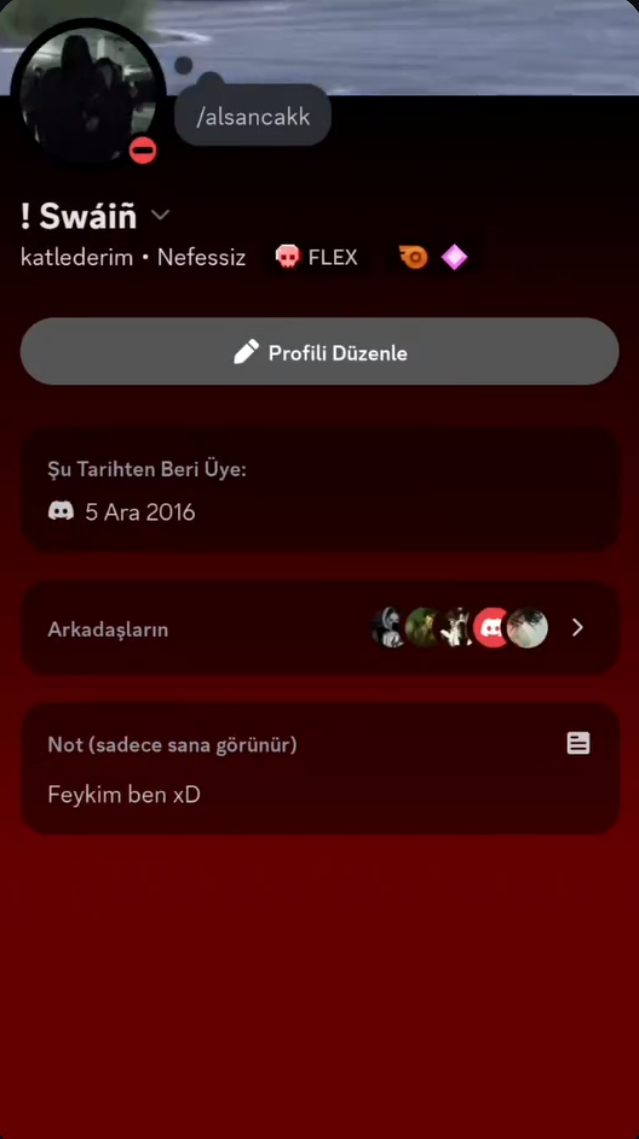 /alsancakk
! Swáiñ
katlederim • Nefessiz FLEX
Profili Düzenle
Şu Tarihten Beri Üye:
5 Ara 2016
Arkadaşların
Not (sadece sana görünür)
Feykim ben xD